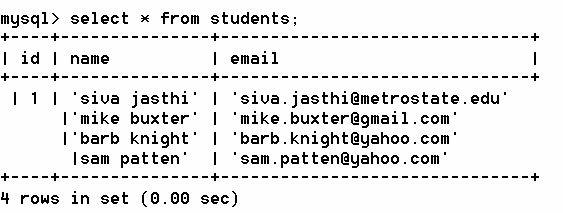 mysql> select * from students;
+----+---------------+-------------------------------+
| id | name          | email                         |
+----+---------------+-------------------------------+
 | 1 | 'siva jasthi' | 'siva.jasthi@metrostate.edu'
      |'mike buxter' | 'mike.buxter@gmail.com'
      |'barb knight' | 'barb.knight@yahoo.com'
       |sam patten'  | 'sam.patten@yahoo.com'
+----+---------------+-------------------------------+
4 rows in set (0.00 sec)